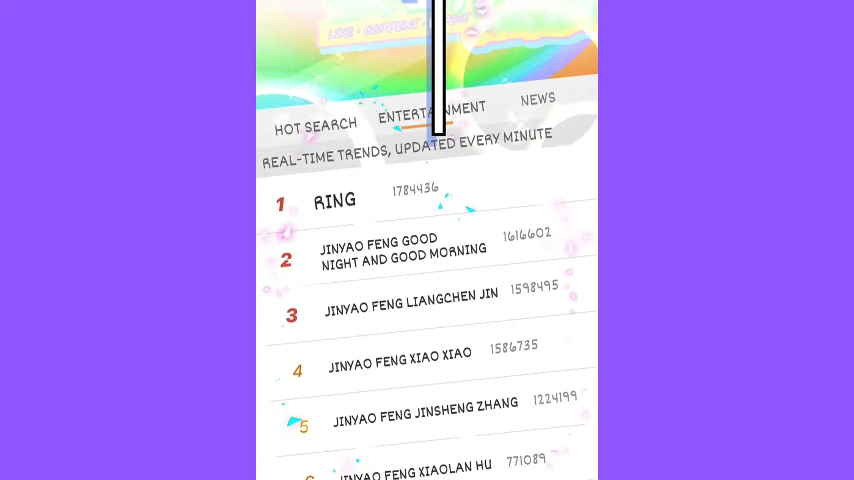 LIKE · COMMENT ·
HOT SEARCH ENTERTAINMENT NEWS
REAL-TIME TRENDS, UPDATED EVERY MINUTE
1 RING 1784436
2 JINYAO FENG GOOD
NIGHT AND GOOD MORNING 1616602
3 JINYAO FENG LIANGCHEN JIN 1598495
4 JINYAO FENG XIAO XIAO 1586735
5 JINYAO FENG JINSHENG ZHANG 1224199
JINYAO FENG XIAOLAN HU 771089